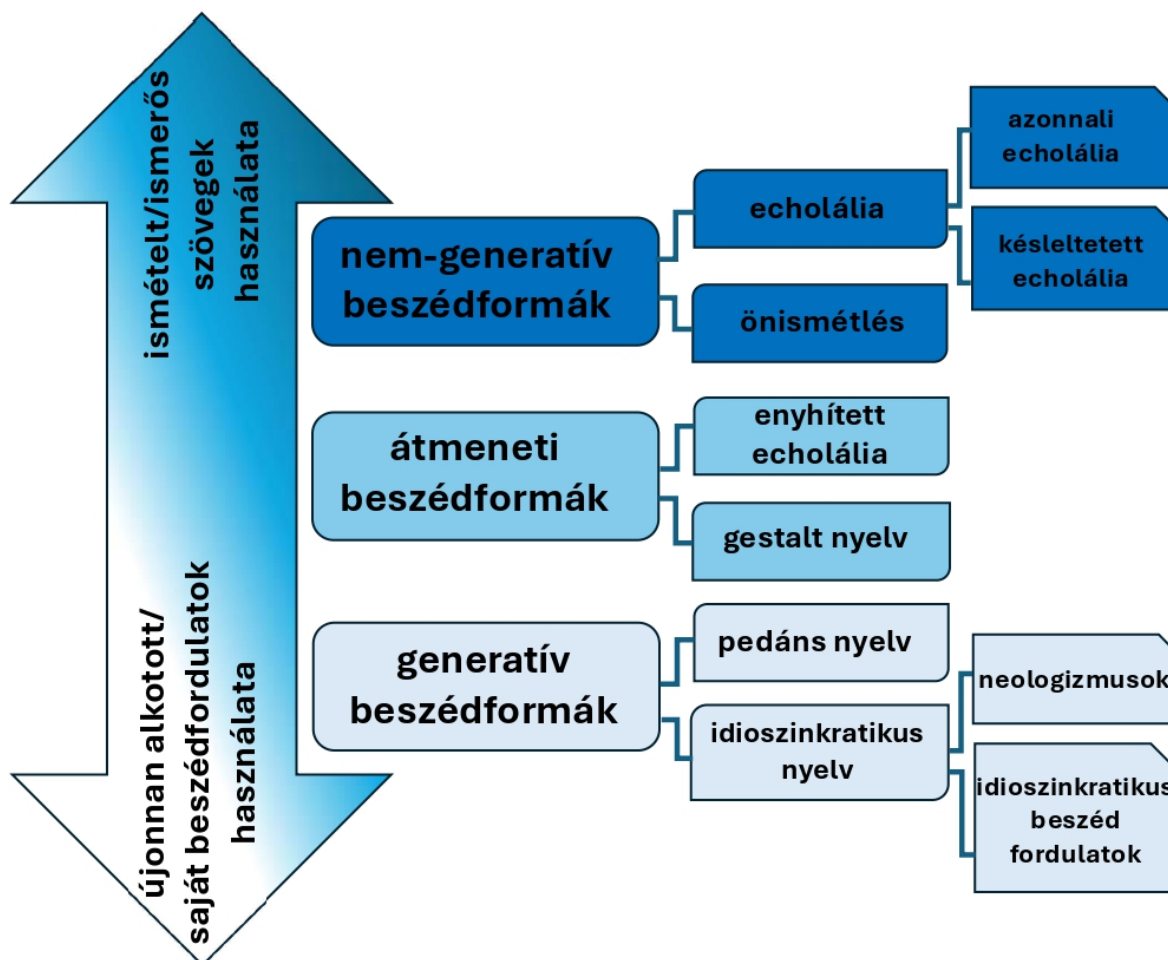 ismételt/ismerős
szövegek
használata
újonnan alkotott/
saját beszédfordulatok
használata
nem-generatív
beszédformák
echolália
azonnali
echolália
késleltetett
echolália
önismétlés
átmeneti
beszédformák
enyhített
echolália
gestalt nyelv
generatív
beszédformák
pedáns nyelv
idioszinkratikus
nyelv
neologizmusok
idioszinkratikus
beszéd
fordulatok